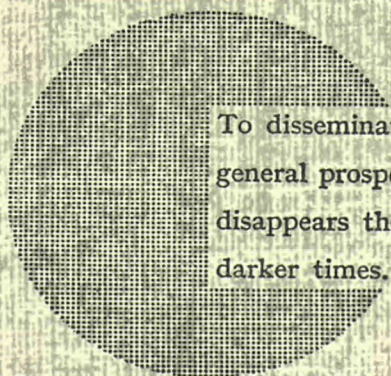 To dissemina
general prospe
disappears th
darker times.